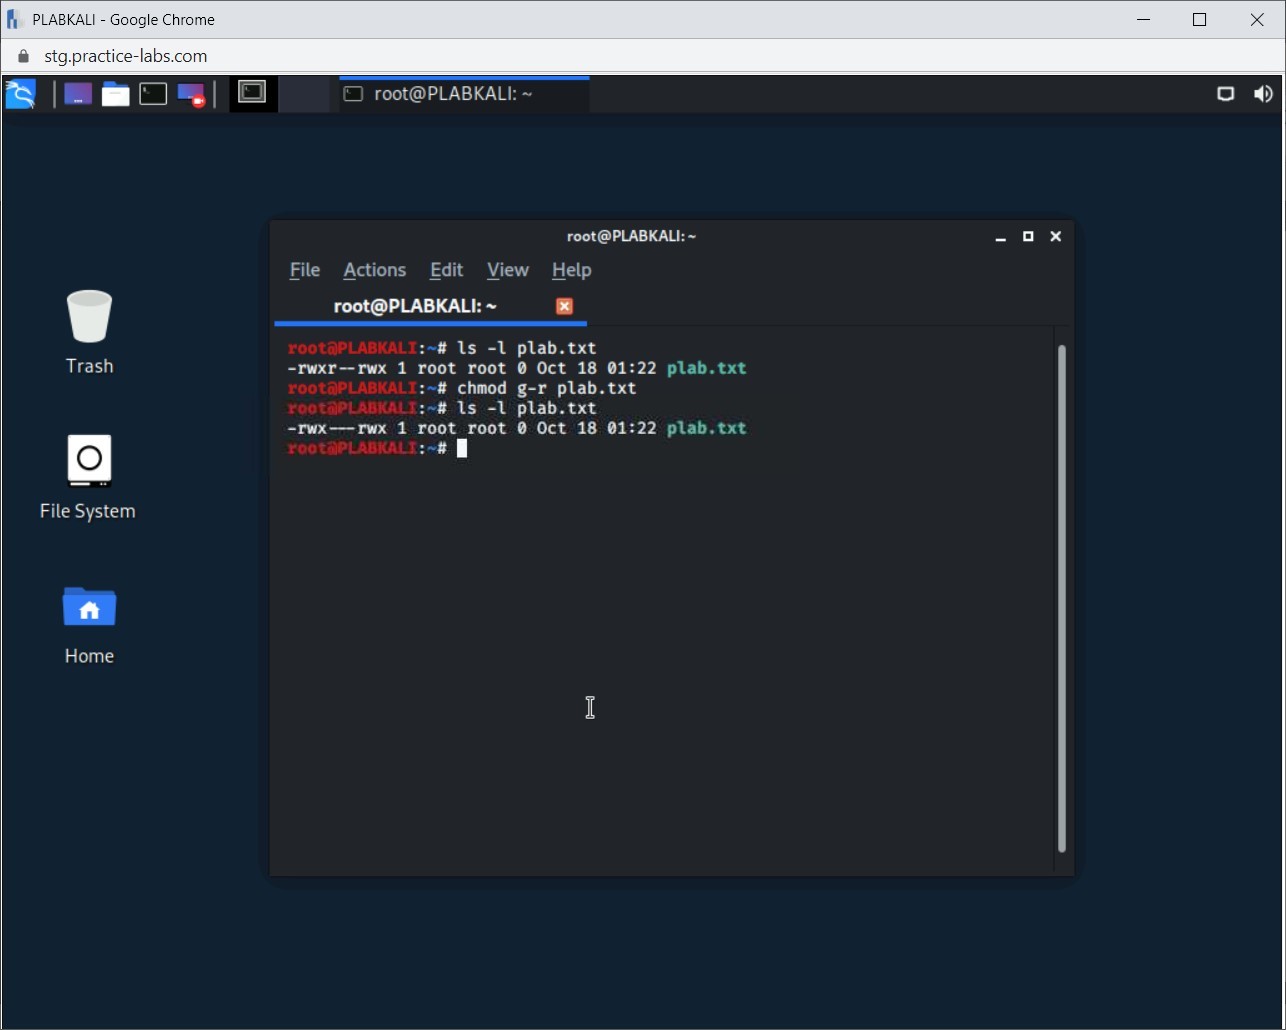 PLABKALI - Google Chrome
stg.practice-labs.com
root@PLABKALI: ~
root@PLABKALI: ~
File Actions Edit View Help
root@PLABKALI: ~
root@PLABKALI:~# ls -l plab.txt
-rwxr--rwx 1 root root 0 Oct 18 01:22 plab.txt
root@PLABKALI:~# chmod g-r plab.txt
root@PLABKALI:~# ls -l plab.txt
-rwx---rwx 1 root root 0 Oct 18 01:22 plab.txt
root@PLABKALI:~#
Trash
File System
Home